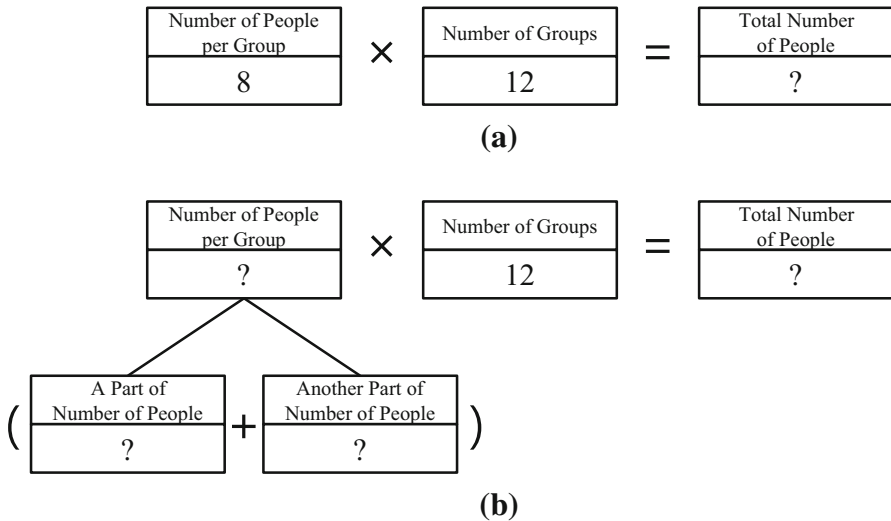 Number of People
per Group
8
×
Number of Groups
12
=
Total Number
of People
?
(a)
Number of People
per Group
?
×
Number of Groups
12
=
Total Number
of People
?
(
A Part of
Number of People
?
+
Another Part of
Number of People
?
)
(b)